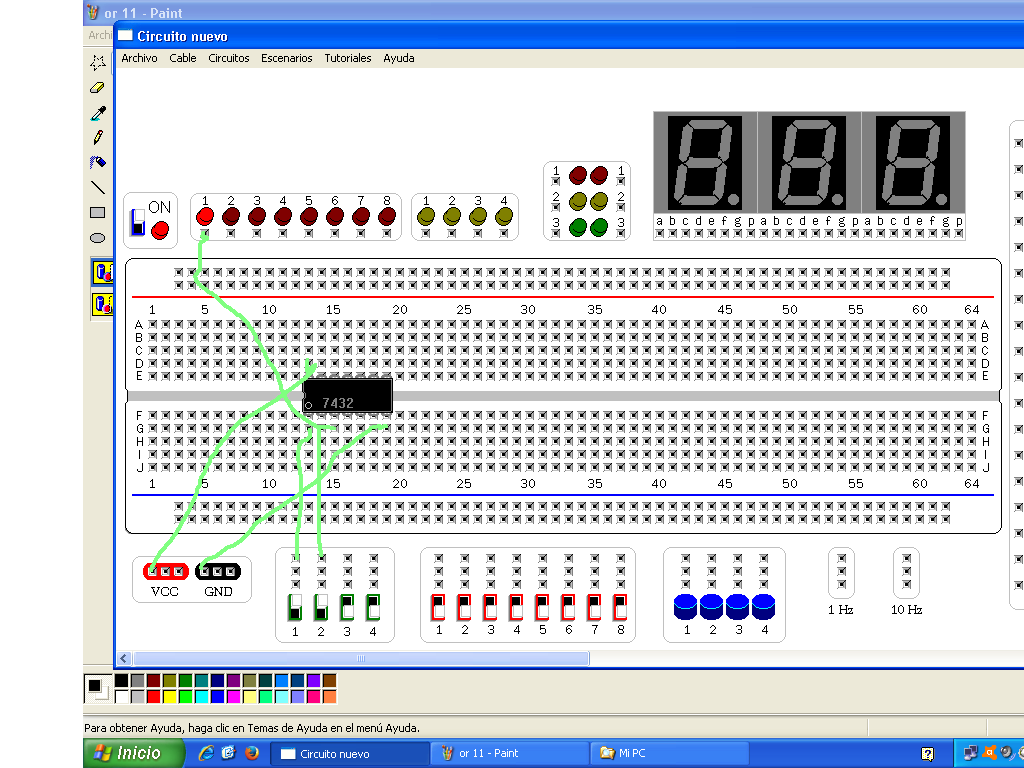 or 11 - Paint
Archi
Circuito nuevo
Archivo Cable Circuitos Escenarios Tutoriales Ayuda
ON
1 2 3 4 5 6 7 8
1 2 3 4
1 1
2 2
3 3
a b c d e f g p a b c d e f g p a b c d e f g p
1 5 10 15 20 25 30 35 40 45 50 55 60 64
A A
B B
C C
D D
E E
7432
F F
G G
H H
I I
J J
1 5 10 15 20 25 30 35 40 45 50 55 60 64
VCC GND
1 2 3 4
1 2 3 4 5 6 7 8
1 2 3 4
1 Hz 10 Hz
Para obtener Ayuda, haga clic en Temas de Ayuda en el menú Ayuda.
Inicio Circuito nuevo or 11 - Paint Mi PC